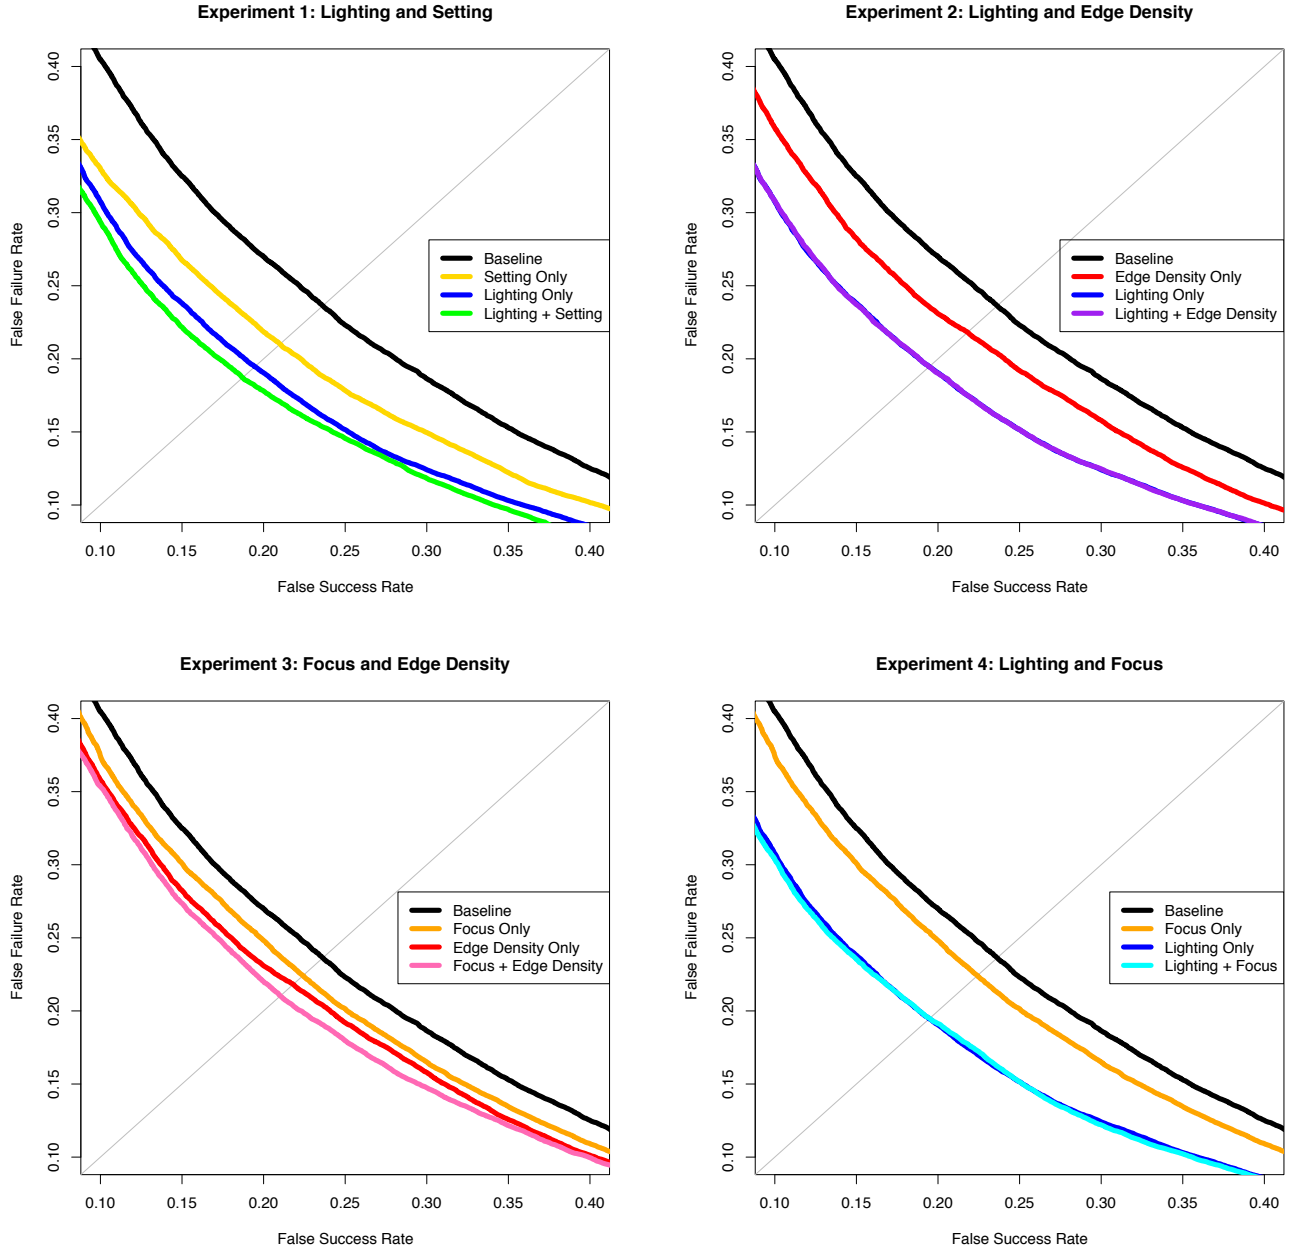 Experiment 1: Lighting and Setting
False Failure Rate
0.40
0.35
0.30
0.25
0.20
0.15
0.10
Baseline
Setting Only
Lighting Only
Lighting + Setting
0.10 0.15 0.20 0.25 0.30 0.35 0.40
False Success Rate
Experiment 2: Lighting and Edge Density
False Failure Rate
0.40
0.35
0.30
0.25
0.20
0.15
0.10
Baseline
Edge Density Only
Lighting Only
Lighting + Edge Density
0.10 0.15 0.20 0.25 0.30 0.35 0.40
False Success Rate
Experiment 3: Focus and Edge Density
False Failure Rate
0.40
0.35
0.30
0.25
0.20
0.15
0.10
Baseline
Focus Only
Edge Density Only
Focus + Edge Density
0.10 0.15 0.20 0.25 0.30 0.35 0.40
False Success Rate
Experiment 4: Lighting and Focus
False Failure Rate
0.40
0.35
0.30
0.25
0.20
0.15
0.10
Baseline
Focus Only
Lighting Only
Lighting + Focus
0.10 0.15 0.20 0.25 0.30 0.35 0.40
False Success Rate